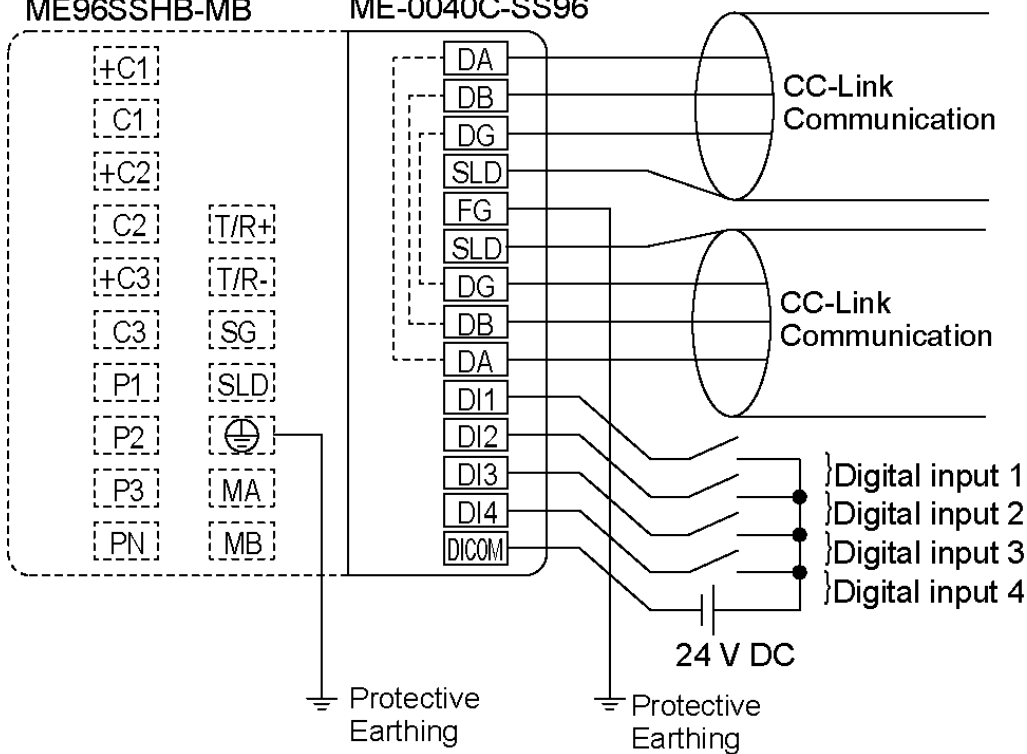 ME96SSHB-MB
ME-0040C-SS96
+C1
C1
+C2
C2
+C3
C3
P1
P2
P3
PN
T/R+
T/R-
SG
SLD
MA
MB
DA
DB
DG
SLD
FG
SLD
DG
DB
DA
DI1
DI2
DI3
DI4
DICOM
CC-Link
Communication
CC-Link
Communication
Digital input 1
Digital input 2
Digital input 3
Digital input 4
24 V DC
Protective
Earthing
Protective
Earthing